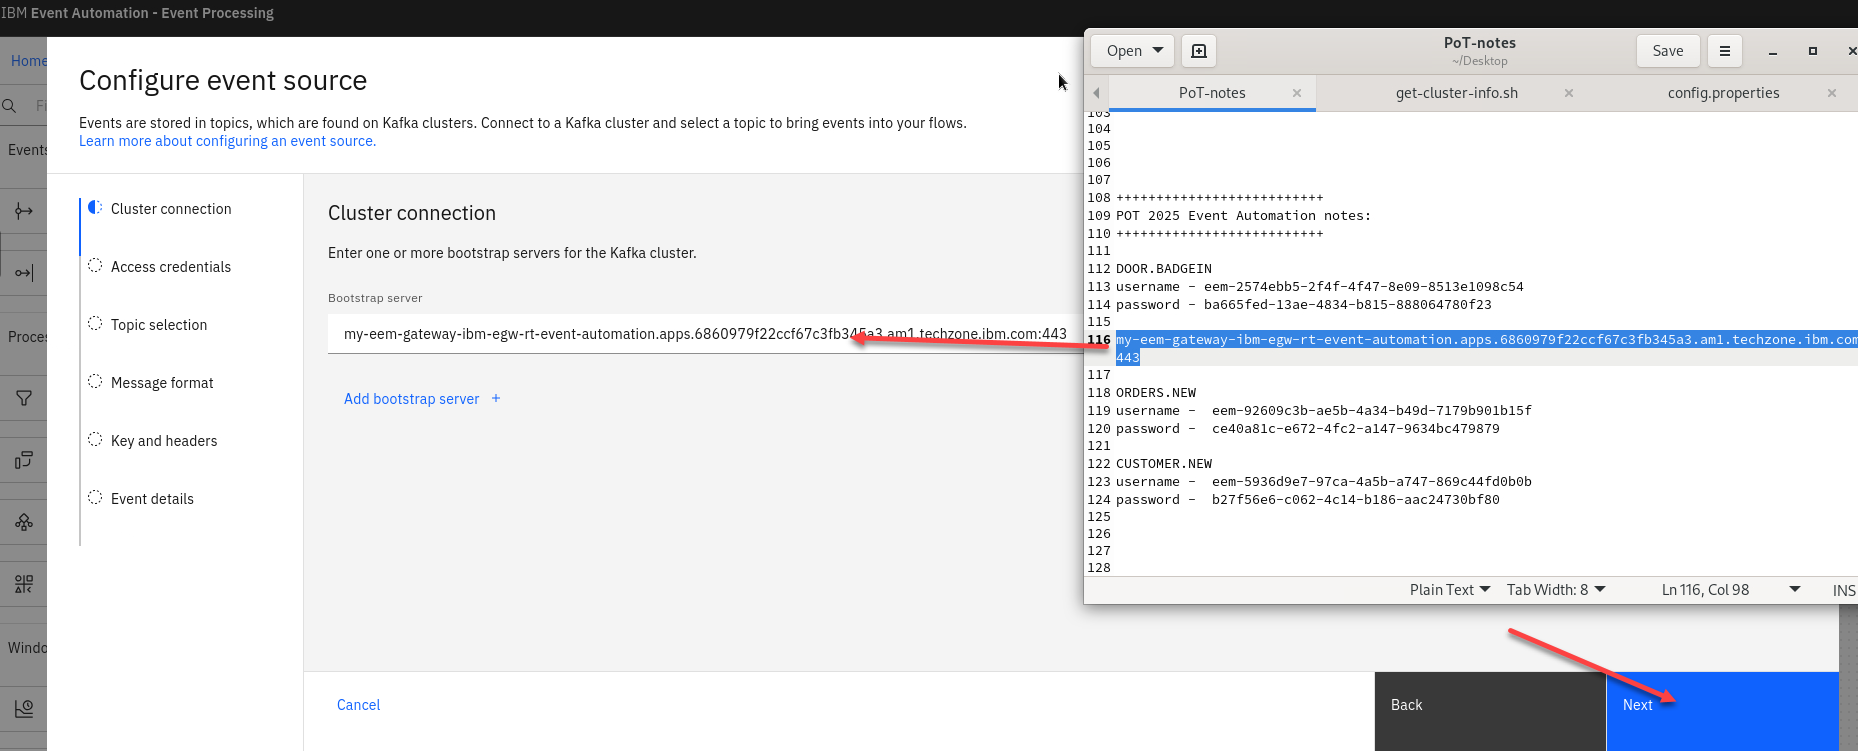 IBM Event Automation - Event Processing
Home
Configure event source
Events are stored in topics, which are found on Kafka clusters. Connect to a Kafka cluster and select a topic to bring events into your flows.
Learn more about configuring an event source.
Fi
Events
Proces
Windo
Cluster connection
Access credentials
Topic selection
Message format
Key and headers
Event details
Cluster connection
Enter one or more bootstrap servers for the Kafka cluster.
Bootstrap server
my-eem-gateway-ibm-egw-rt-event-automation.apps.6860979f22ccf67c3fb345a3.am1.techzone.ibm.com:443
Add bootstrap server +
Cancel
Back
Next
Open
PoT-notes
~/Desktop
Save
PoT-notes
get-cluster-info.sh
config.properties
103
104
105
106
107
108 ++++++++++++++++++++++++++
109 POT 2025 Event Automation notes:
110 ++++++++++++++++++++++++++
111
112 DOOR.BADGEIN
113 username - eem-2574ebb5-2f4f-4f47-8e09-8513e1098c54
114 password - ba665fed-13ae-4834-b815-888064780f23
115
116 my-eem-gateway-ibm-egw-rt-event-automation.apps.6860979f22ccf67c3fb345a3.am1.techzone.ibm.com
443
117
118 ORDERS.NEW
119 username -  eem-92609c3b-ae5b-4a34-b49d-7179b901b15f
120 password -  ce40a81c-e672-4fc2-a147-9634bc479879
121
122 CUSTOMER.NEW
123 username -  eem-5936d9e7-97ca-4a5b-a747-869c44fd0b0b
124 password -  b27f56e6-c062-4c14-b186-aac24730bf80
125
126
127
128
Plain Text
Tab Width: 8
Ln 116, Col 98
INS